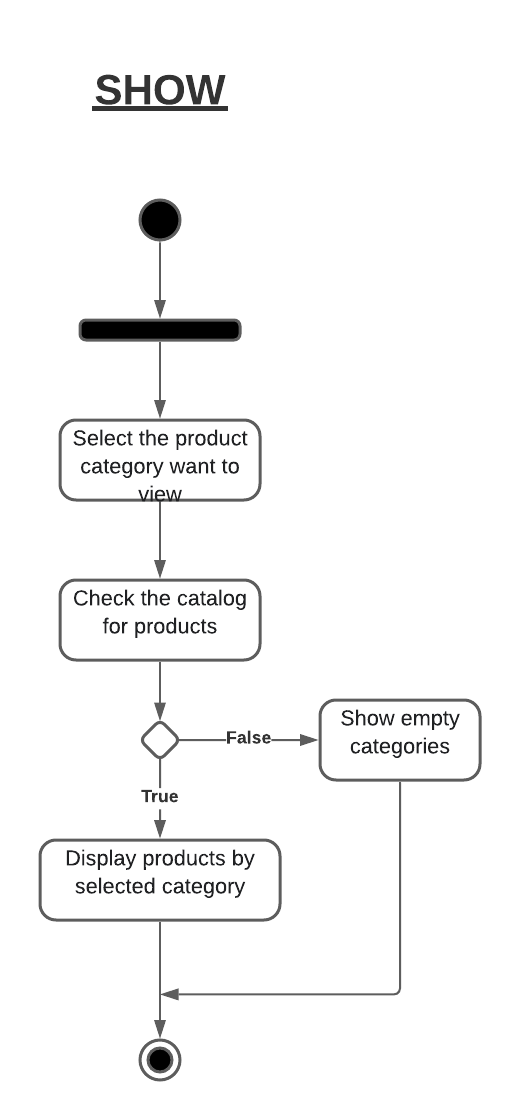 SHOW
Select the product
category want to
view
Check the catalog
for products
False
Show empty
categories
True
Display products by
selected category